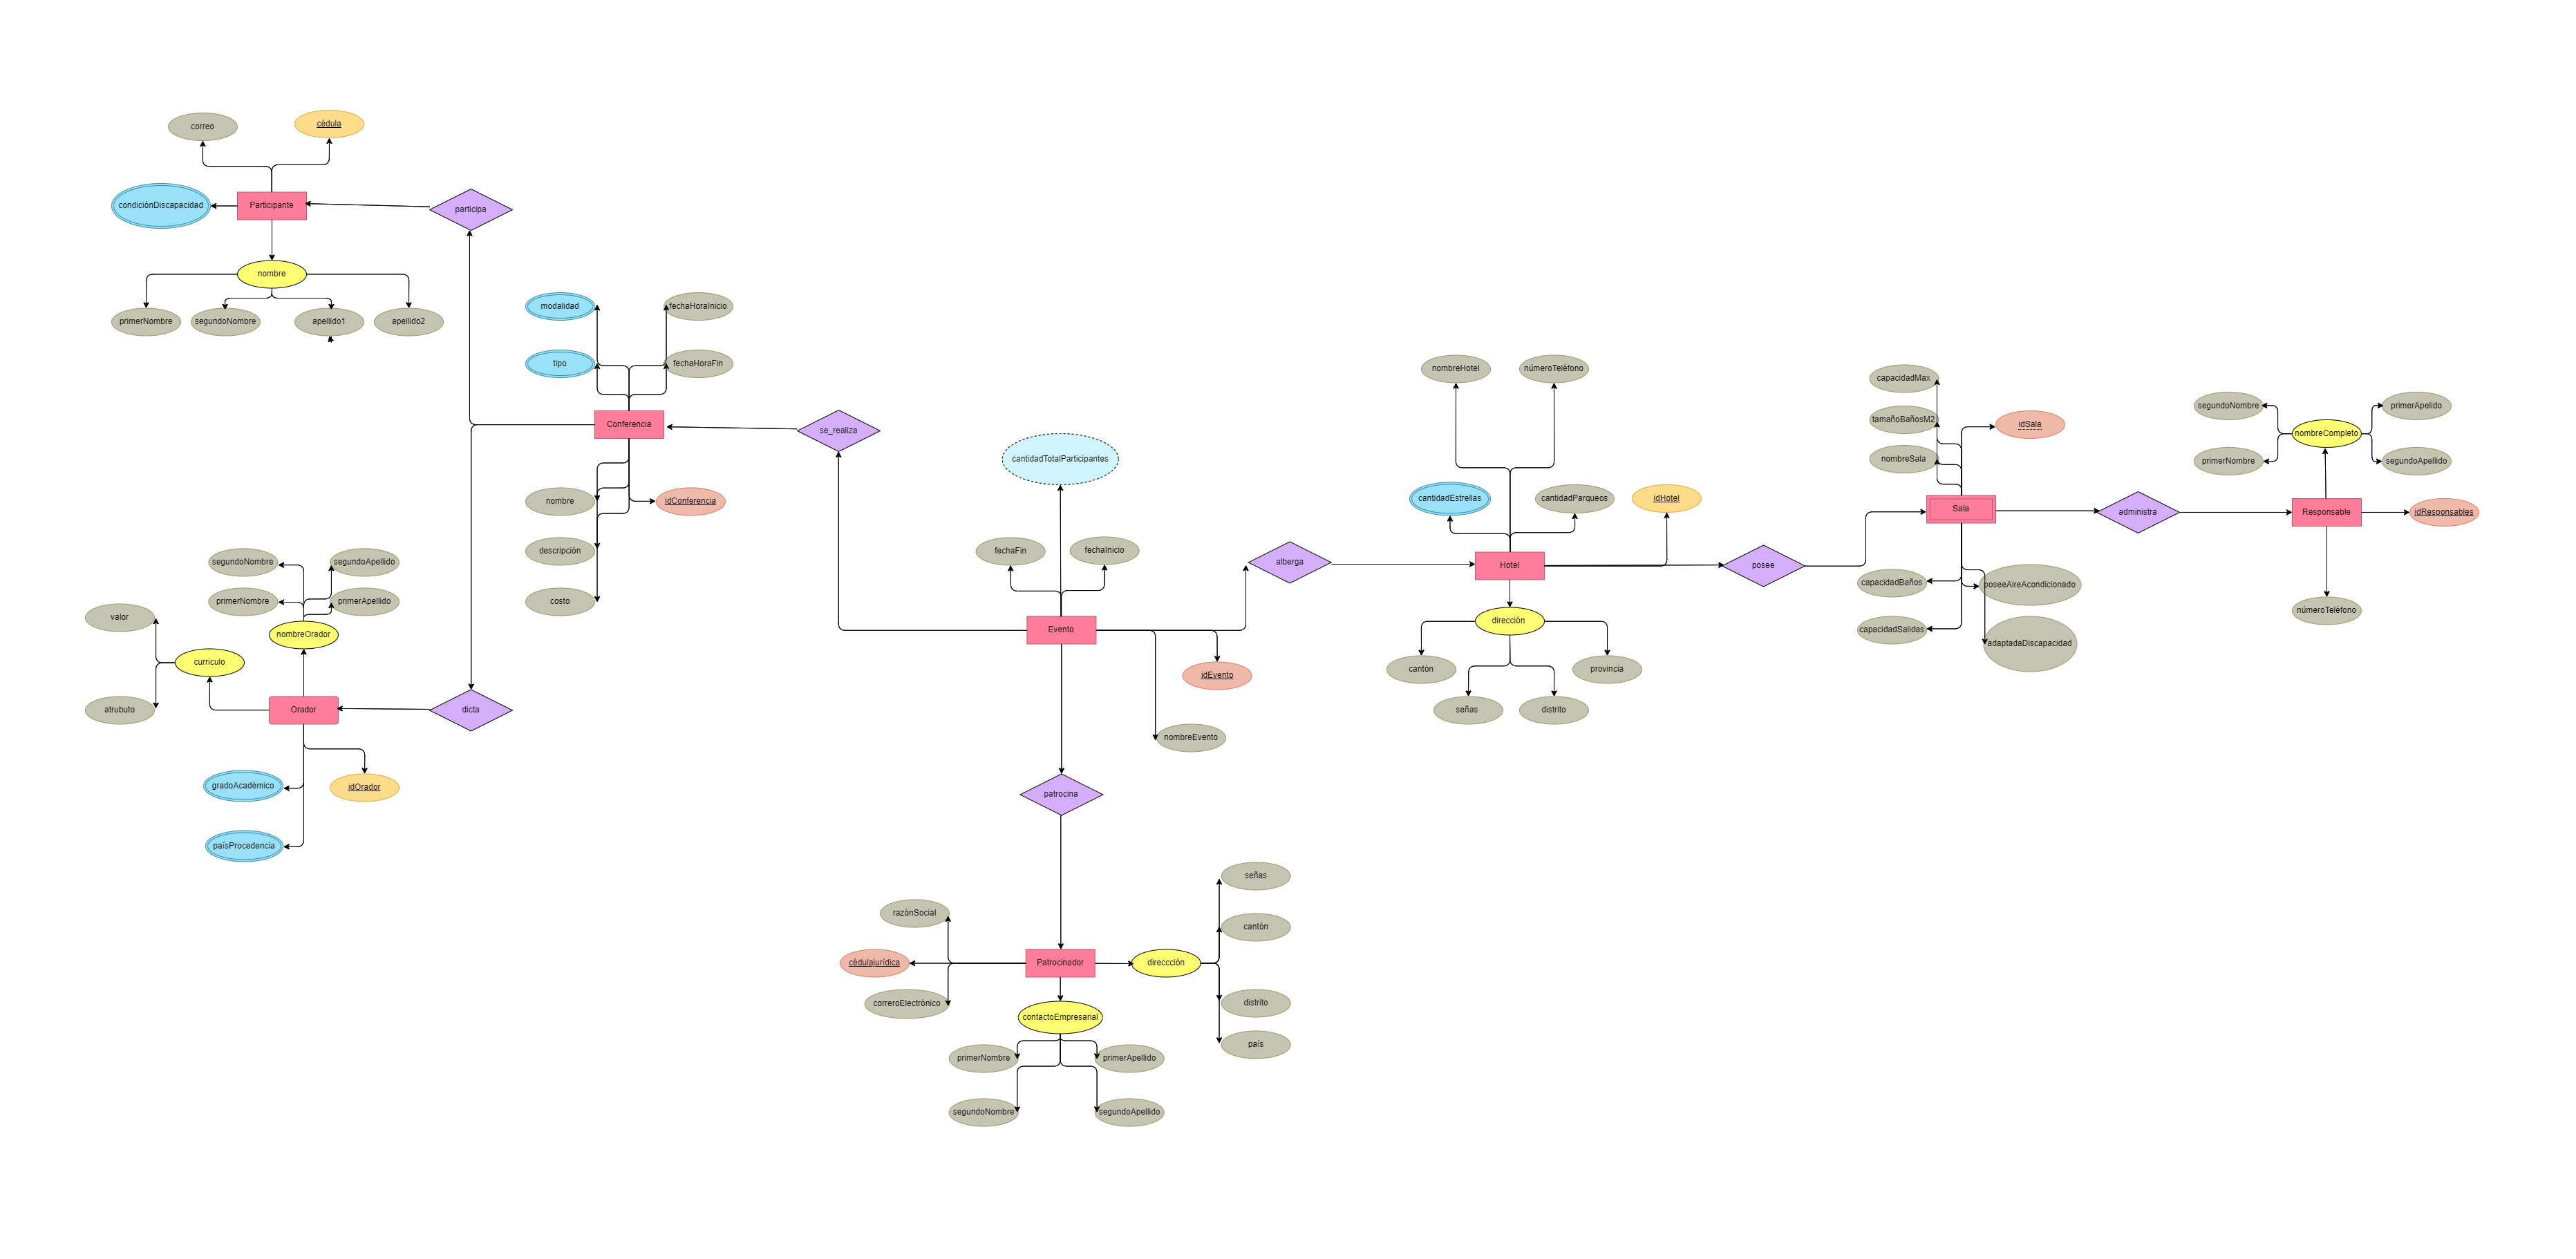 correo
cédula
condiciónDiscapacidad
Participante
participa
nombre
primerNombre
segundoNombre
apellido1
apellido2
modalidad
fechaHoraInicio
tipo
fechaHoraFin
Conferencia
se_realiza
nombre
idConferencia
descripción
costo
segundoNombre
segundoApellido
primerNombre
primerApellido
valor
nombreOrador
curriculo
atrubuto
Orador
dicta
gradoAcadémico
idOrador
paísProcedencia
cantidadTotalParticipantes
fechaFin
fechaInicio
Evento
idEvento
nombreEvento
patrocina
alberga
nombreHotel
númeroTeléfono
cantidadEstrellas
cantidadParqueos
idHotel
Hotel
posee
dirección
cantón
provincia
señas
distrito
capacidadMax
tamañoBañosM2
idSala
nombreSala
Sala
administra
capacidadBaños
poseeAireAcondicionado
capacidadSalidas
adaptadaDiscapacidad
segundoNombre
primerApelido
nombreCompleto
primerNombre
segundoApellido
Responsable
idResponsables
númeroTeléfono
señas
razónSocial
cantón
cédulajurídica
Patrocinador
direccción
correroElectrónico
distrito
contactoEmpresarial
país
primerNombre
primerApellido
segundoNombre
segundoApellido